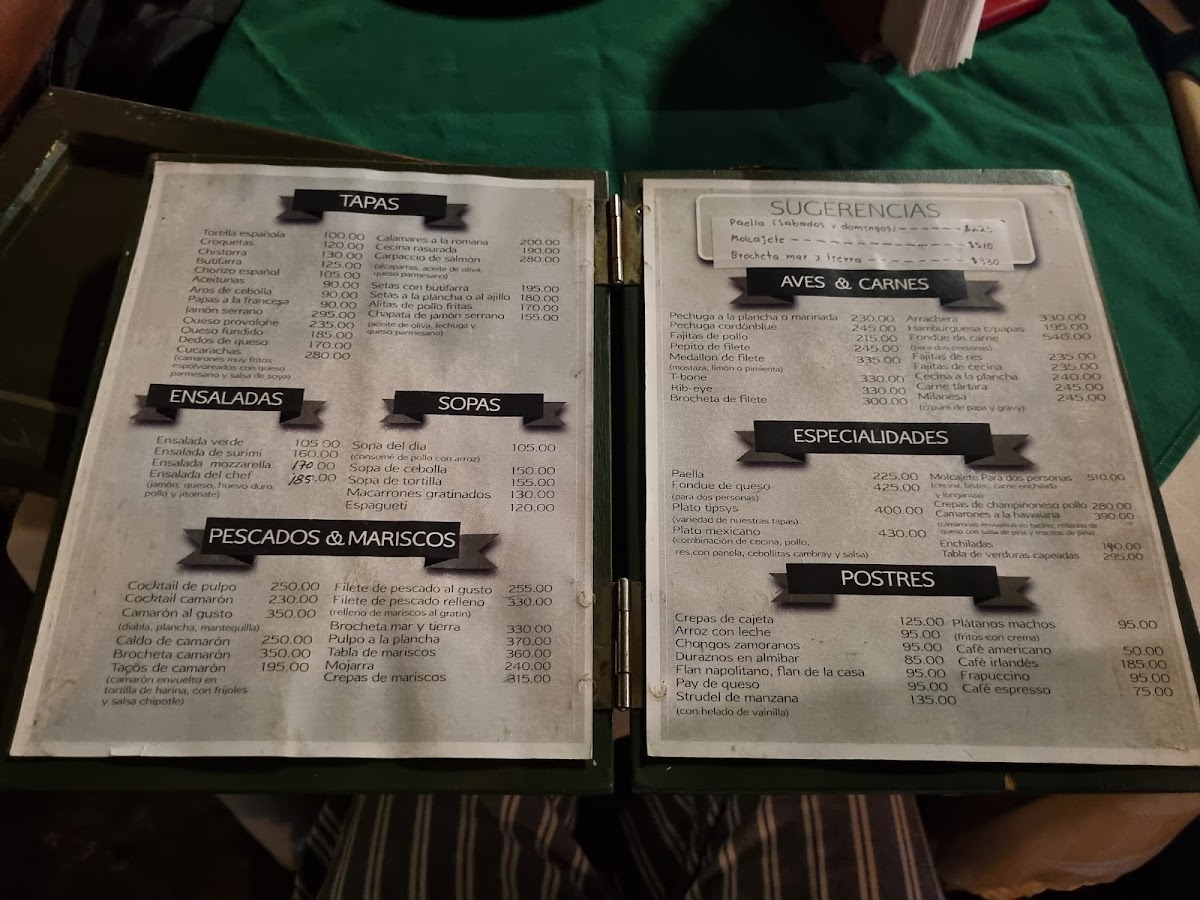 TAPAS
Tortilla española 100.00
Croquetas 120.00
Chistorra 130.00
Butifarra 125.00
Chorizo español 105.00
Aceitunas 90.00
Aros de cebolla 90.00
Papas a la francesa 90.00
Jamón serrano 295.00
Queso provolone 235.00
Queso fundido 185.00
Dedos de queso 170.00
Cucarachas 280.00
(camarones muy fritos
espolvoreados con queso
parmesano y salsa de soya)
Calamares a la romana 200.00
Cecina rasurada 190.00
Carpaccio de salmón 280.00
(alcaparras, aceite de oliva,
queso parmesano)
Setas con butifarra 195.00
Setas a la plancha o al ajillo 180.00
Alitas de pollo fritas 170.00
Chapata de jamón serrano 155.00
(aceite de oliva, lechuga y
queso parmesano)
ENSALADAS
Ensalada verde 105.00
Ensalada de surimi 160.00
Ensalada mozzarella 170.00
Ensalada del chef 185.00
(jamón, queso, huevo duro,
pollo y jitomate)
SOPAS
Sopa del dia 105.00
(consomé de pollo con arroz)
Sopa de cebolla 150.00
Sopa de tortilla 155.00
Macarrones gratinados 130.00
Espagueti 120.00
PESCADOS & MARISCOS
Cocktail de pulpo 250.00
Cocktail camarón 230.00
Camarón al gusto 350.00
(diabla, plancha, mantequilla)
Caldo de camarón 250.00
Brocheta camarón 350.00
Tacos de camarón 195.00
(camarón envuelto en
tortilla de harina, con frijoles
y salsa chipotle)
Filete de pescado al gusto 255.00
Filete de pescado relleno 330.00
(relleno de mariscos al gratin)
Brocheta mar y tierra 330.00
Pulpo a la plancha 370.00
Tabla de mariscos 360.00
Mojarra 240.00
Crepas de mariscos 315.00
SUGERENCIAS
Paella (sabados y domingos) - - - - - - $225
Molcajete - - - - - - - - - - - - - $510
Brocheta mar y tierra - - - - - - - - $330
AVES & CARNES
Pechuga a la plancha o marinada 230.00
Pechuga cordónblue 245.00
Fajitas de pollo 215.00
Pepito de filete 245.00
Medallon de filete 335.00
(mostaza, limón o pimienta)
T-bone 330.00
Rib-eye 330.00
Brocheta de filete 300.00
Arrachera 330.00
Hamburguesa c/papas 195.00
Fondue de carne 540.00
(para dos personas)
Fajitas de res 235.00
Fajitas de cecina 235.00
Cecina a la plancha 240.00
Carne tártara 245.00
Milanesa 245.00
(c/pure de papa y gravy)
ESPECIALIDADES
Paella 225.00
Fondue de queso 425.00
(para dos personas)
Plato tipsys 400.00
(variedad de nuestras tapas)
Plato mexicano 430.00
(combinación de cecina, pollo,
res,con panela, cebollitas cambray y salsa)
Molcajete Para dos personas 510.00
(cecina, bistec, carne enchilada
y longaniza)
Crepas de champinoneso pollo 280.00
Camarones a la hawaiana 390.00
(camarones envueltos en tocino, rellenos de
queso con salsa de piña y trocitos de piña)
Enchiladas 190.00
Tabla de verduras capeadas 295.00
POSTRES
Crepas de cajeta 125.00
Arroz con leche 95.00
Chongos zamoranos 95.00
Duraznos en almíbar 85.00
Flan napolitano, flan de la casa 95.00
Pay de queso 95.00
Strudel de manzana 135.00
(con helado de vainilla)
Plátanos machos 95.00
(fritos con crema)
Café americano 50.00
Café irlandès 185.00
Frapuccino 95.00
Café espresso 75.00